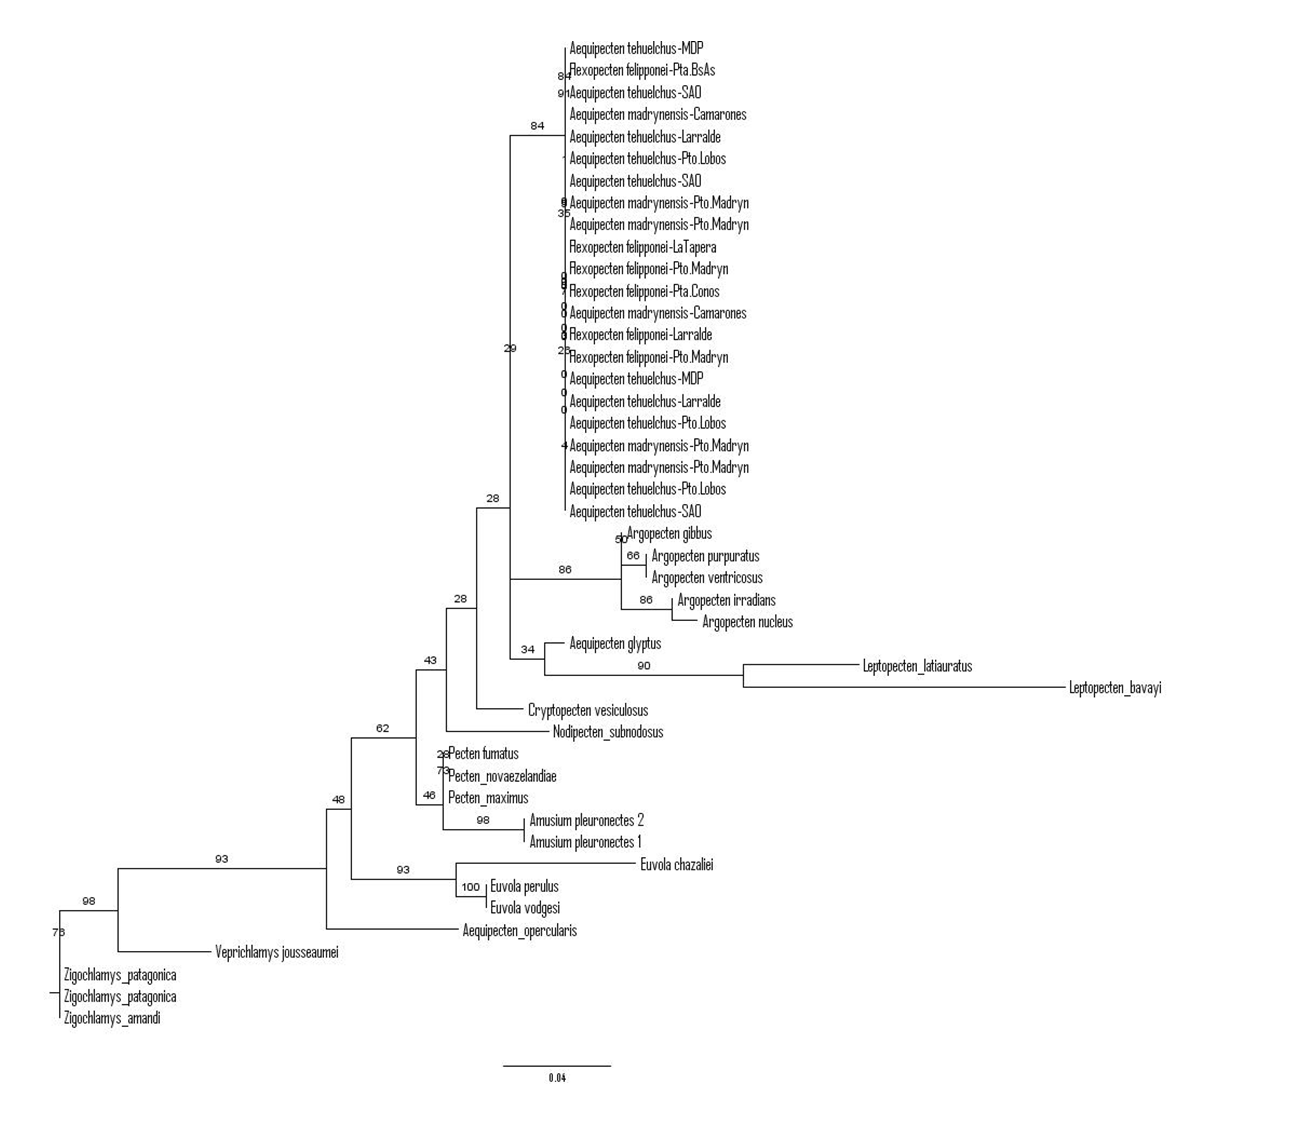 Aequipecten tehuelchus-MDP
Flexopecten felipponei-Pta.BsAs
84
Aequipecten tehuelchus-SAO
91
Aequipecten madrynensis-Camarones
84
Aequipecten tehuelchus-Larralde
Aequipecten tehuelchus-Pto.Lobos
Aequipecten tehuelchus-SAO
Aequipecten madrynensis-Pto.Madryn
35
Aequipecten madrynensis-Pto.Madryn
Flexopecten felipponei-LaTapera
Flexopecten felipponei-Pto.Madryn
Flexopecten felipponei-Pta.Conos
Aequipecten madrynensis-Camarones
Flexopecten felipponei-Larralde
29
Flexopecten felipponei-Pto.Madryn
0
Aequipecten tehuelchus-MDP
0
Aequipecten tehuelchus-Larralde
0
Aequipecten tehuelchus-Pto.Lobos
4
Aequipecten madrynensis-Pto.Madryn
Aequipecten madrynensis-Pto.Madryn
Aequipecten tehuelchus-Pto.Lobos
28
Aequipecten tehuelchus-SAO
Argopecten gibbus
50
66
Argopecten purpuratus
86
Argopecten ventricosus
28
86
Argopecten irradians
Argopecten nucleus
Aequipecten glyptus
34
43
90
Leptopecten_latiauratus
Leptopecten_bavayi
Cryptopecten vesiculosus
62
Nodipecten_subnodosus
Pecten fumatus
73
Pecten_novaezelandiae
48
46
Pecten_maximus
98
Amusium pleuronectes 2
Amusium pleuronectes 1
93
93
Euvola chazaliei
100
Euvola perulus
98
Euvola vodgesi
Aequipecten_opercularis
Veprichlamys jousseaumei
Zigochlamys_patagonica
Zigochlamys_patagonica
Zigochlamys_amandi
0.04